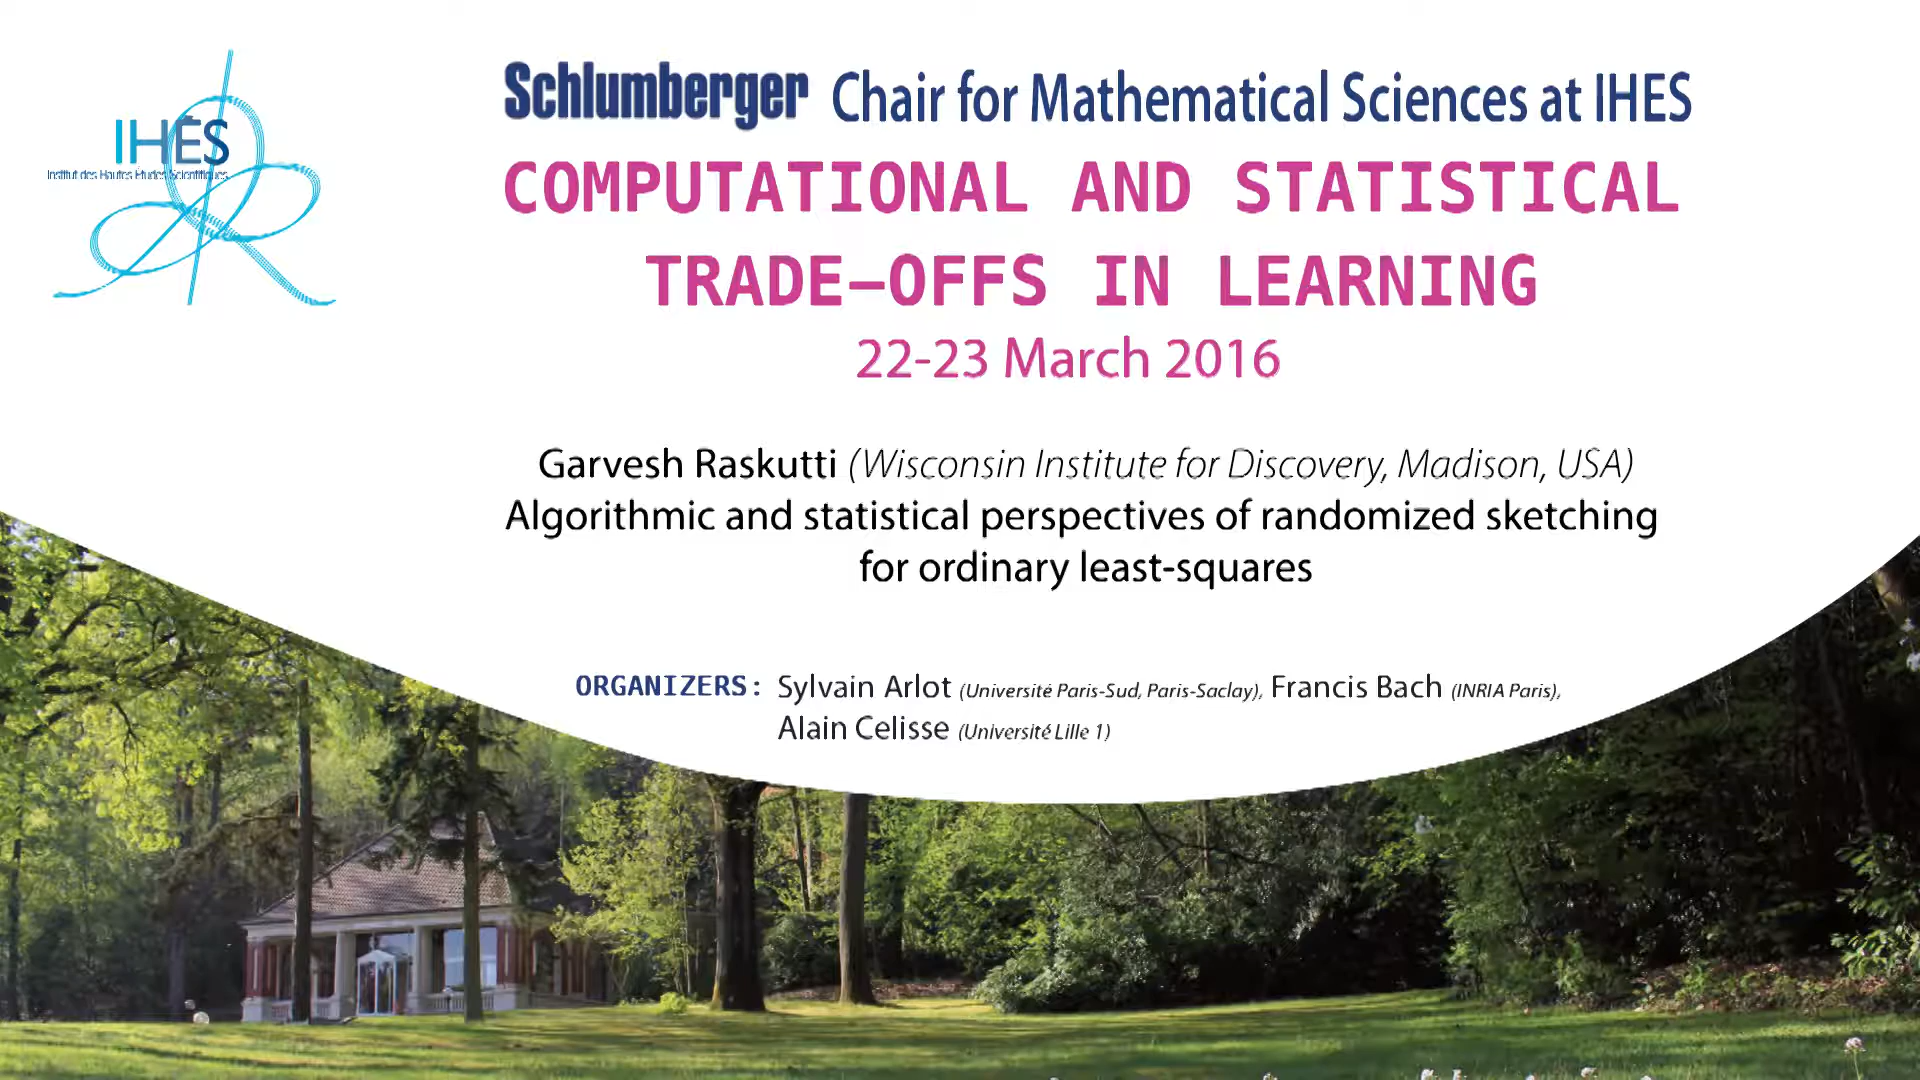 IHES
Institut des Hautes Études Scientifiques
Schlumberger Chair for Mathematical Sciences at IHES
COMPUTATIONAL AND STATISTICAL
TRADE-OFFS IN LEARNING
22-23 March 2016
Garvesh Raskutti (Wisconsin Institute for Discovery, Madison, USA)
Algorithmic and statistical perspectives of randomized sketching
for ordinary least-squares
ORGANIZERS: Sylvain Arlot (Université Paris-Sud, Paris-Saclay), Francis Bach (INRIA Paris),
Alain Celisse (Université Lille 1)